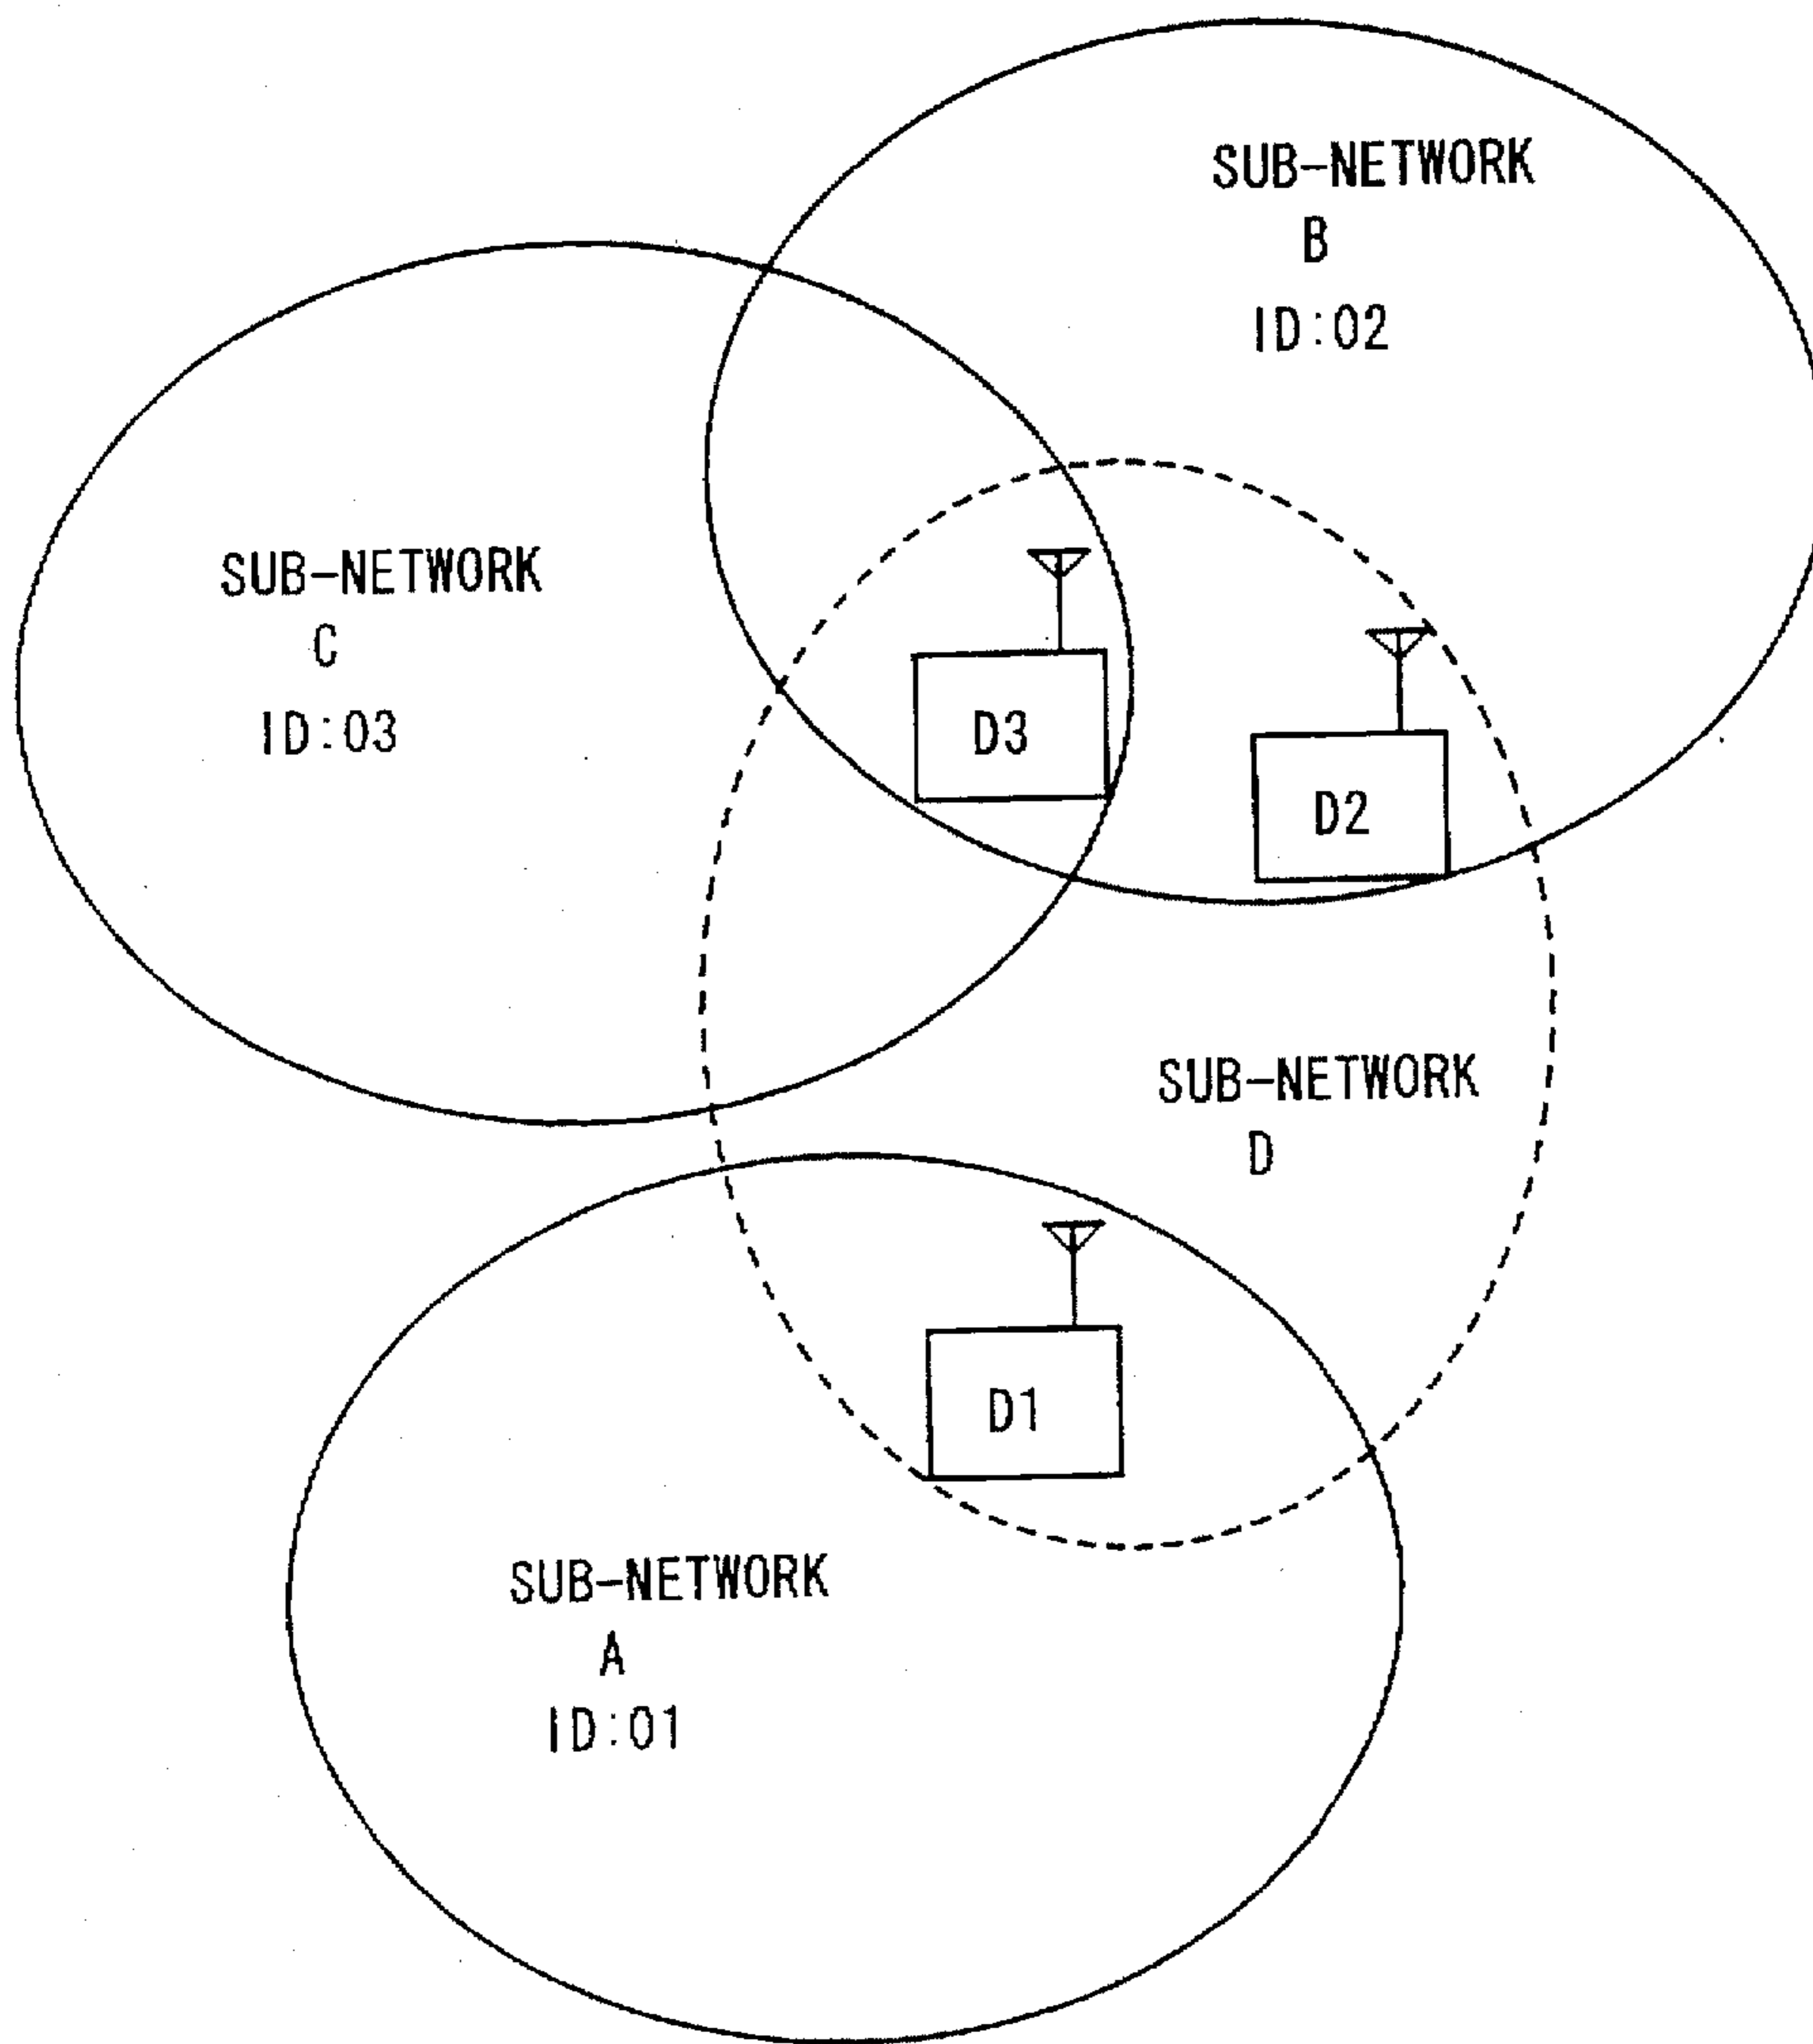 SUB-NETWORK
B
ID:02
SUB-NETWORK
C
ID:03
D3
D2
SUB-NETWORK
D
D1
SUB-NETWORK
A
ID:01